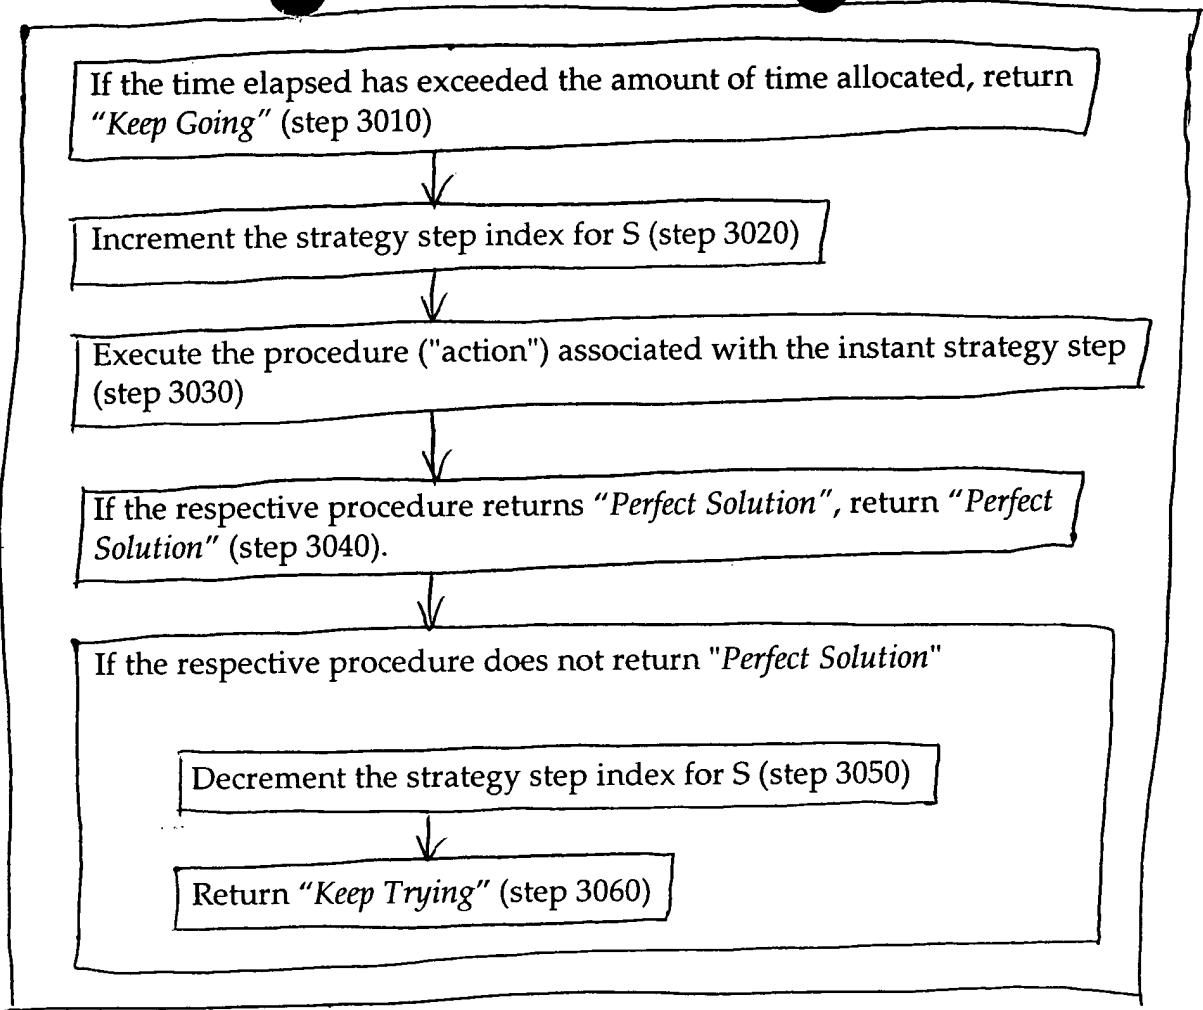 If the time elapsed has exceeded the amount of time allocated, return
“Keep Going” (step 3010)
Increment the strategy step index for S (step 3020)
Execute the procedure ("action") associated with the instant strategy step
(step 3030)
If the respective procedure returns “Perfect Solution”, return “Perfect
Solution” (step 3040).
If the respective procedure does not return "Perfect Solution"
Decrement the strategy step index for S (step 3050)
Return “Keep Trying” (step 3060)